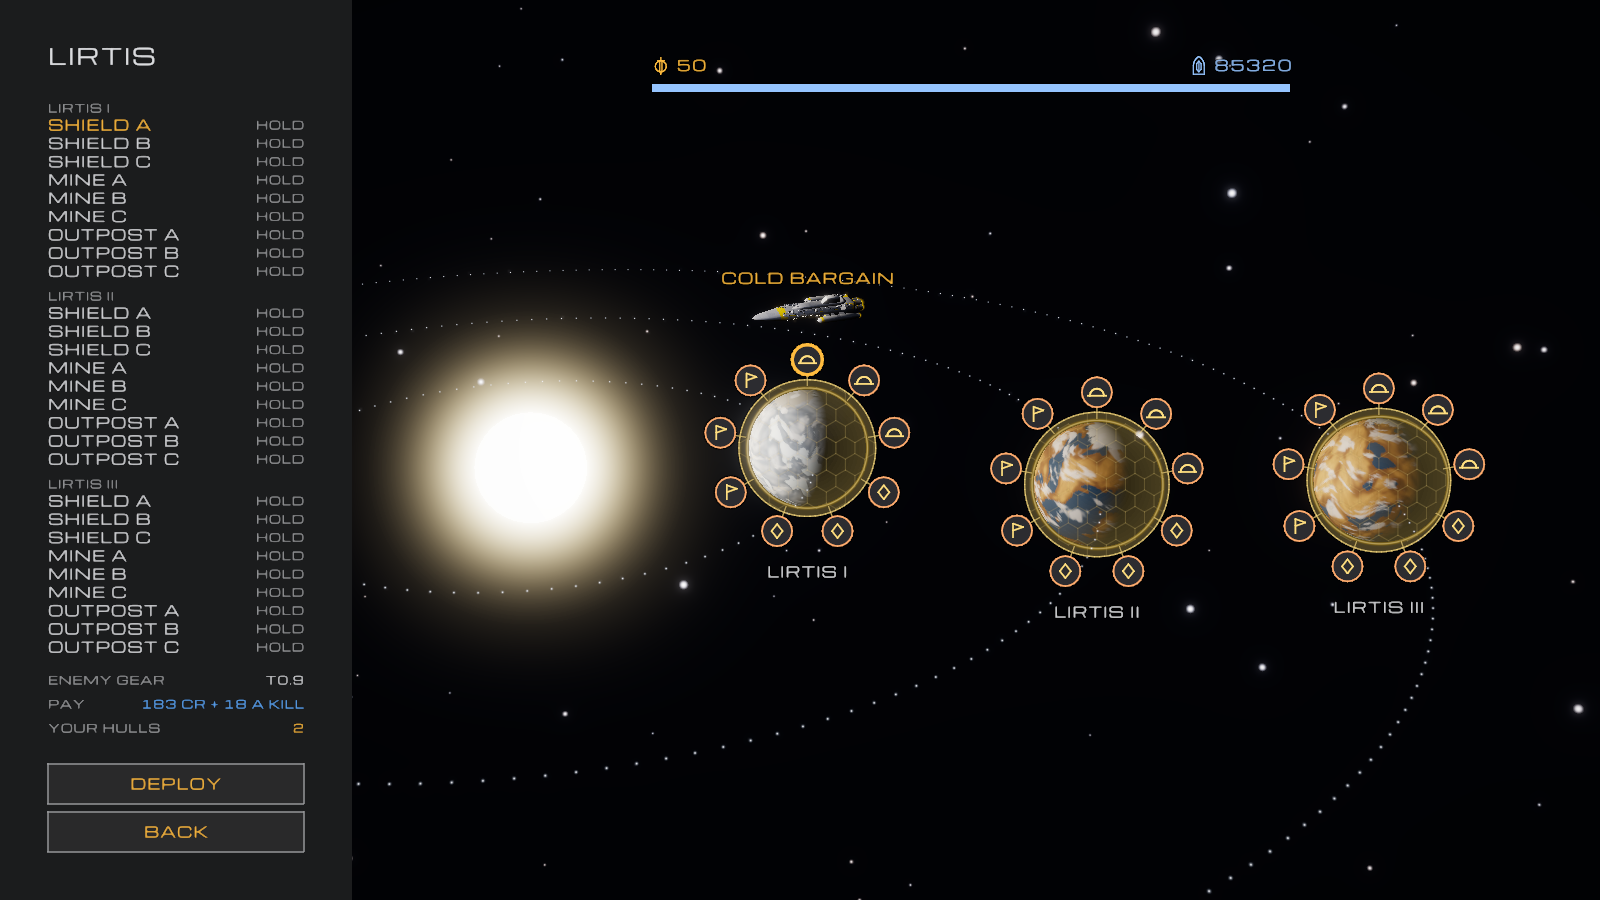 LIRTIS
LIRTIS I
SHIELD A HOLD
SHIELD B HOLD
SHIELD C HOLD
MINE A HOLD
MINE B HOLD
MINE C HOLD
OUTPOST A HOLD
OUTPOST B HOLD
OUTPOST C HOLD
LIRTIS II
SHIELD A HOLD
SHIELD B HOLD
SHIELD C HOLD
MINE A HOLD
MINE B HOLD
MINE C HOLD
OUTPOST A HOLD
OUTPOST B HOLD
OUTPOST C HOLD
LIRTIS III
SHIELD A HOLD
SHIELD B HOLD
SHIELD C HOLD
MINE A HOLD
MINE B HOLD
MINE C HOLD
OUTPOST A HOLD
OUTPOST B HOLD
OUTPOST C HOLD
ENEMY GEAR T0.9
PAY 183 CR + 18 A KILL
YOUR HULLS 2
DEPLOY
BACK
50
85320
COLD BARGAIN
LIRTIS I
LIRTIS II
LIRTIS III